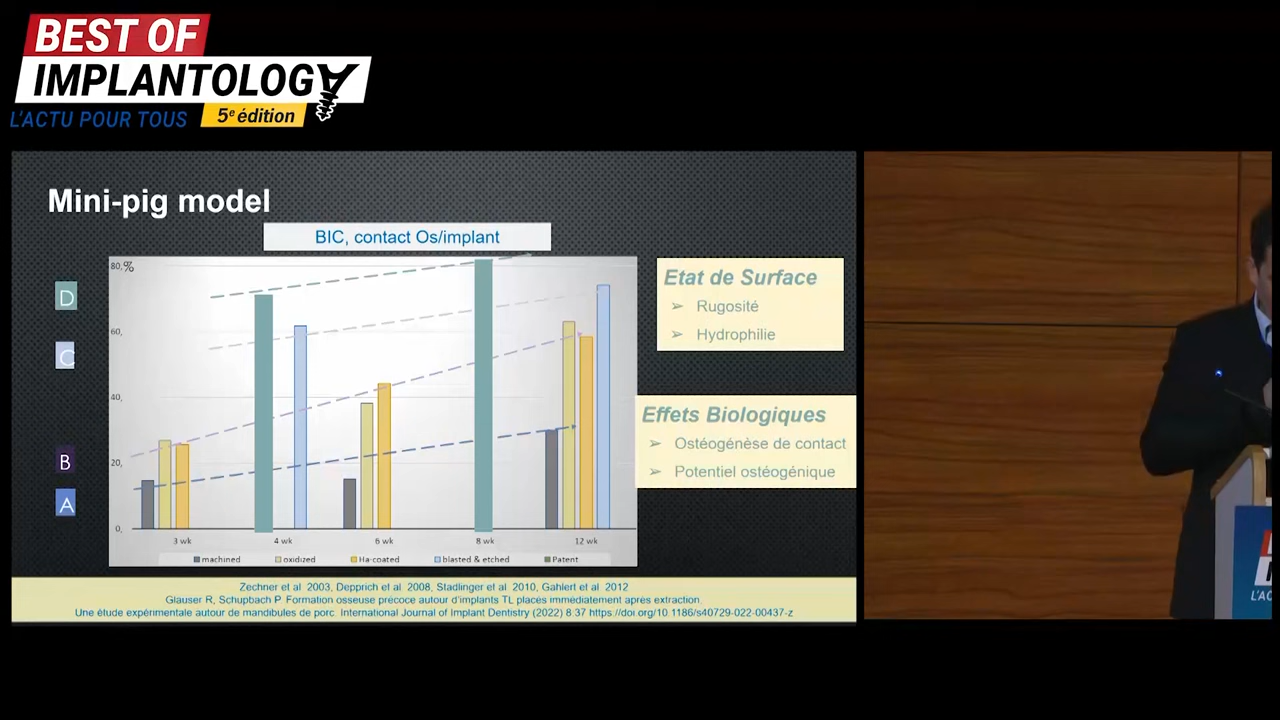 BEST OF
IMPLANTOLOGY
L'ACTU POUR TOUS
5e édition
Mini-pig model
BIC, contact Os/implant
80,%
60,
40,
20,
0,
D
C
B
A
3 wk
4 wk
6 wk
8 wk
12 wk
machined
oxidized
Ha-coated
blasted & etched
Patent
Etat de Surface
➢ Rugosité
➢ Hydrophilie
Effets Biologiques
➢ Ostéogénèse de contact
➢ Potentiel ostéogénique
Zechner et al 2003, Depprich et al 2008, Stadlinger et al 2010, Gahlert et al 2012
Glauser R, Schupbach P Formation osseuse précoce autour d'implants TL placés immédiatement après extraction.
Une étude expérimentale autour de mandibules de porc. International Journal of Implant Dentistry (2022) 8 37 https://doi.org/10.1186/s40729-022-00437-z